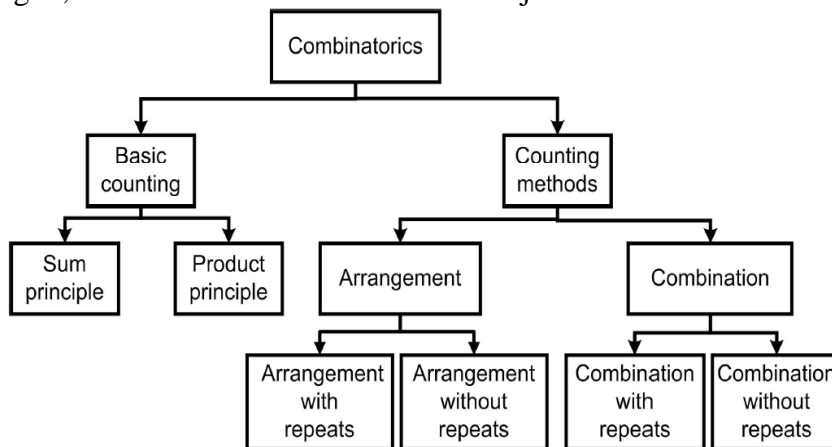 Combinatorics
Basic
counting
Counting
methods
Sum
principle
Product
principle
Arrangement
Combination
Arrangement
with
repeats
Arrangement
without
repeats
Combination
with
repeats
Combination
without
repeats